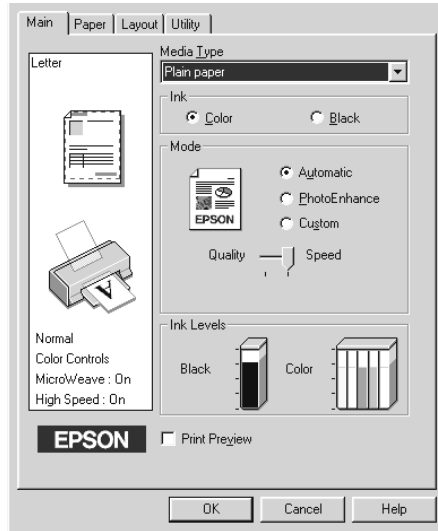 Main Paper Layout Utility
Letter
Media Type
Plain paper
Ink
Color Black
Mode
EPSON
Automatic
PhotoEnhance
Custom
Quality Speed
A
Normal
Color Controls
MicroWeave : On
High Speed : On
Ink Levels
Black Color
EPSON
Print Preview
OK Cancel Help